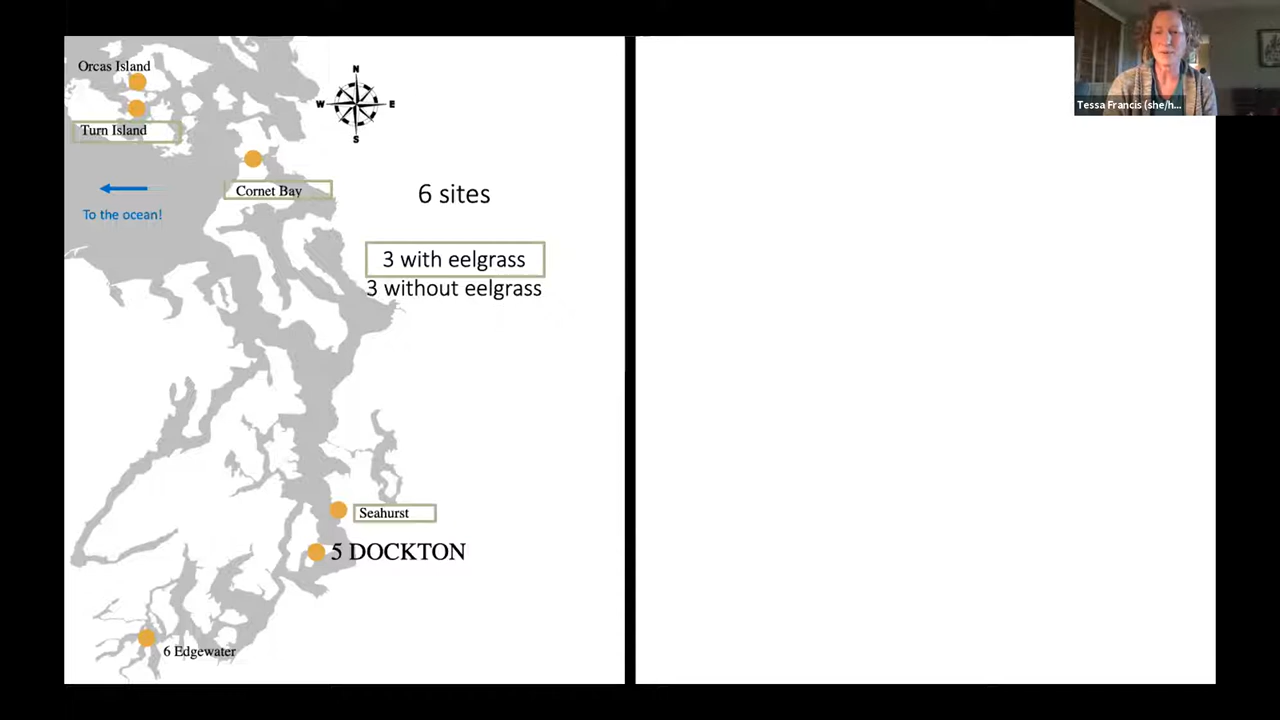 Orcas Island
Turn Island
N
W E
S
Cornet Bay
To the ocean!
6 sites
3 with eelgrass
3 without eelgrass
Seahurst
5 DOCKTON
6 Edgewater
Tessa Francis (she/h...